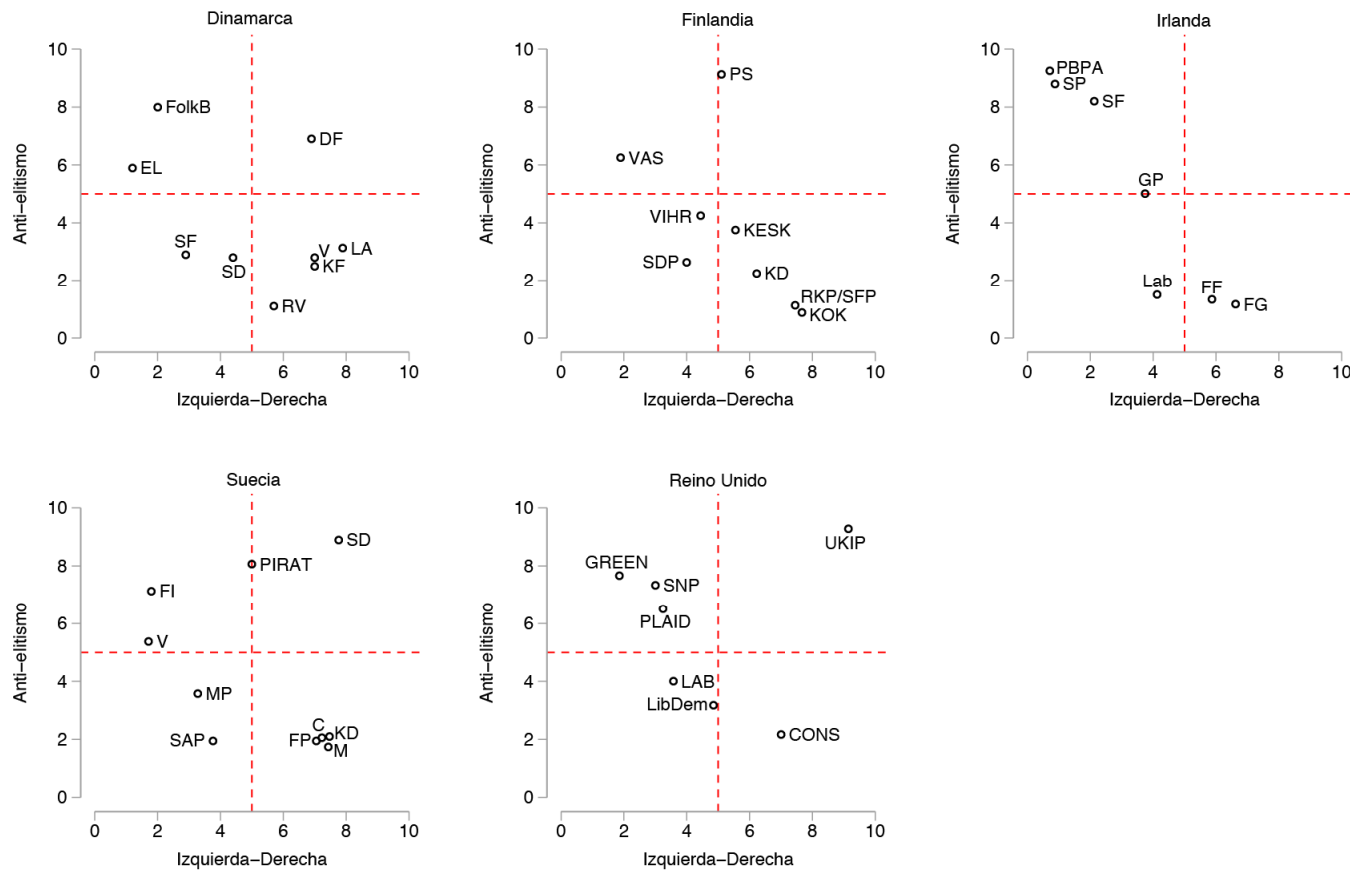 Dinamarca
10
8
6
4
2
0
Anti−elitismo
FolkB
DF
EL
SF
SD
V
LA
KF
RV
0 2 4 6 8 10
Izquierda−Derecha
Finlandia
10
8
6
4
2
0
Anti−elitismo
PS
VAS
VIHR
KESK
SDP
KD
RKP/SFP
KOK
0 2 4 6 8 10
Izquierda−Derecha
Irlanda
10
8
6
4
2
0
Anti−elitismo
PBPA
SP
SF
GP
Lab
FF
FG
0 2 4 6 8 10
Izquierda−Derecha
Suecia
10
8
6
4
2
0
Anti−elitismo
SD
PIRAT
FI
V
MP
SAP
C
KD
FP
M
0 2 4 6 8 10
Izquierda−Derecha
Reino Unido
10
8
6
4
2
0
Anti−elitismo
UKIP
GREEN
SNP
PLAID
LAB
LibDem
CONS
0 2 4 6 8 10
Izquierda−Derecha